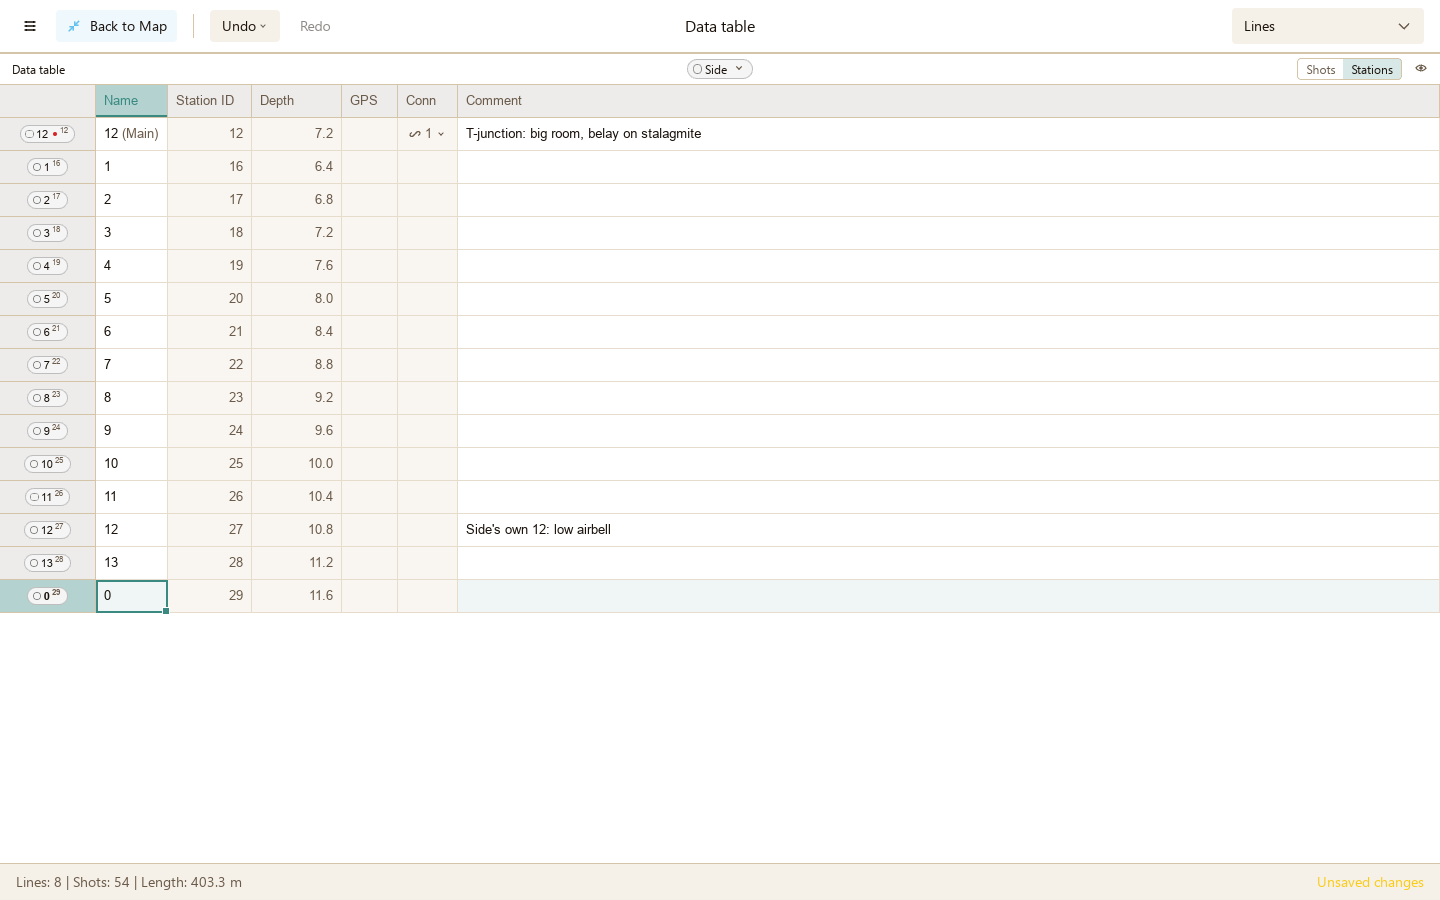 Back to Map Undo Redo Data table Lines
Data table Side Shots Stations
Name Station ID Depth GPS Conn Comment
12 12 12 (Main) 12 7.2 1 T-junction: big room, belay on stalagmite
1 16 1 16 6.4
2 17 2 17 6.8
3 18 3 18 7.2
4 19 4 19 7.6
5 20 5 20 8.0
6 21 6 21 8.4
7 22 7 22 8.8
8 23 8 23 9.2
9 24 9 24 9.6
10 25 10 25 10.0
11 26 11 26 10.4
12 27 12 27 10.8 Side's own 12: low airbell
13 28 13 28 11.2
0 29 0 29 11.6
Lines: 8 | Shots: 54 | Length: 403.3 m Unsaved changes